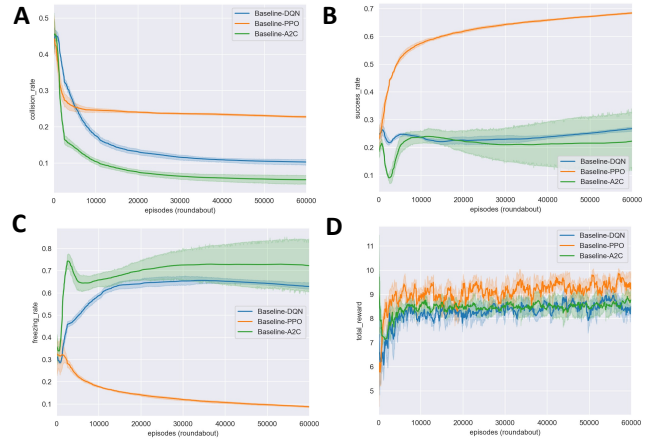 A
0.5
0.4
0.3
0.2
0.1
collision_rate
Baseline-DQN
Baseline-PPO
Baseline-A2C
0 10000 20000 30000 40000 50000 60000
episodes (roundabout)
B
0.7
0.6
0.5
0.4
0.3
0.2
0.1
success_rate
Baseline-DQN
Baseline-PPO
Baseline-A2C
0 10000 20000 30000 40000 50000 60000
episodes (roundabout)
C
0.8
0.7
0.6
0.5
0.4
0.3
0.2
0.1
freezing_rate
Baseline-DQN
Baseline-PPO
Baseline-A2C
0 10000 20000 30000 40000 50000 60000
episodes (roundabout)
D
11
10
9
8
7
6
5
total_reward
Baseline-DQN
Baseline-PPO
Baseline-A2C
0 10000 20000 30000 40000 50000 60000
episodes (roundabout)